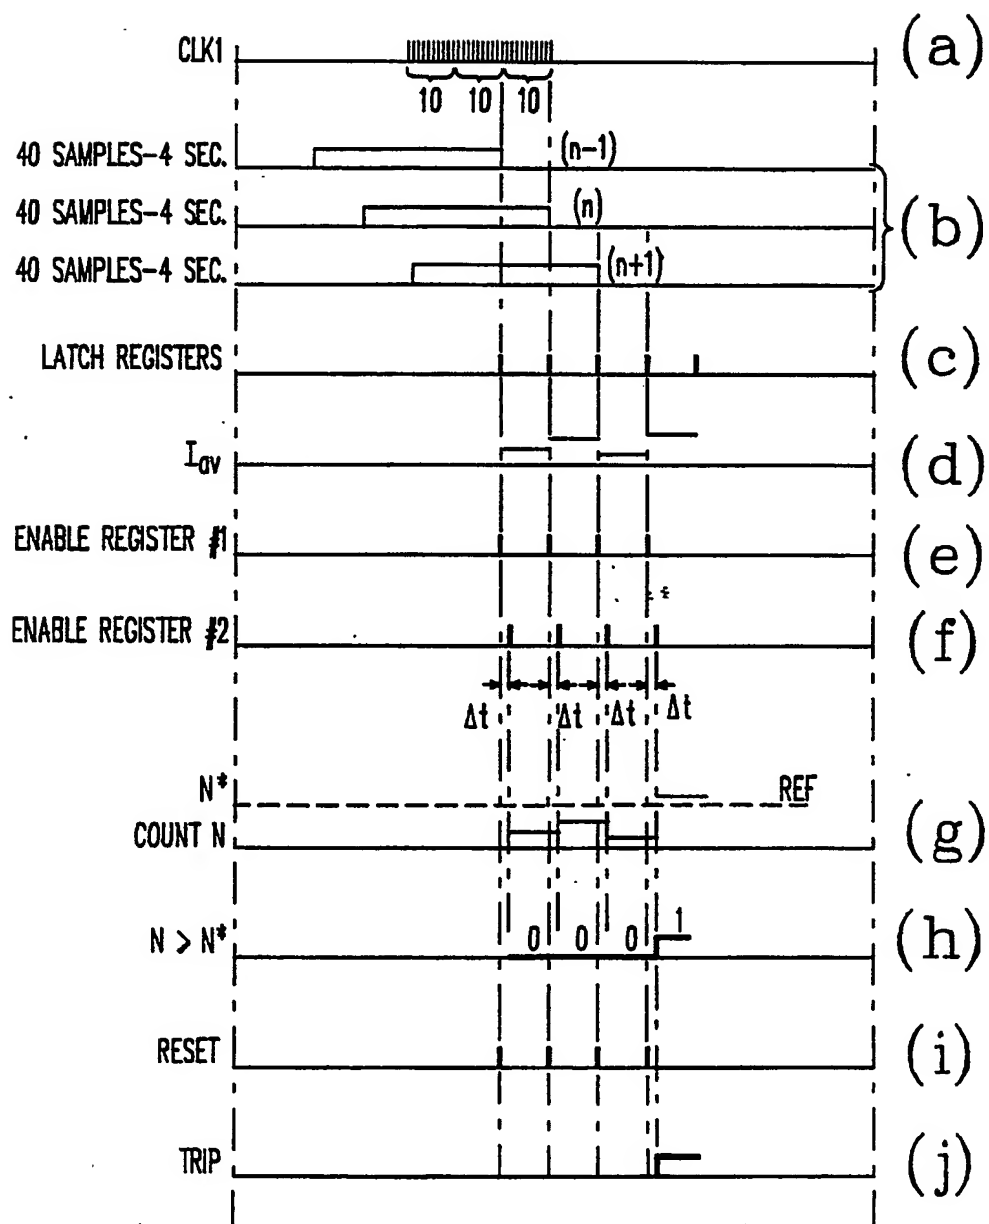 CLK1 (a)
10 10 10
40 SAMPLES-4 SEC. (n-1)
40 SAMPLES-4 SEC. (n) (b)
40 SAMPLES-4 SEC. (n+1)
LATCH REGISTERS (c)
Iav (d)
ENABLE REGISTER #1 (e)
ENABLE REGISTER #2 (f)
Δt Δt Δt Δt
N* REF
COUNT N (g)
N > N* 0 0 0 1 (h)
RESET (i)
TRIP (j)